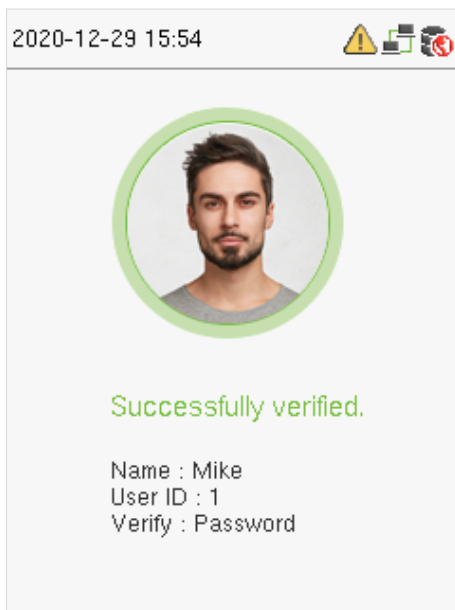 2020-12-29 15:54
Successfully verified.
Name : Mike
User ID : 1
Verify : Password